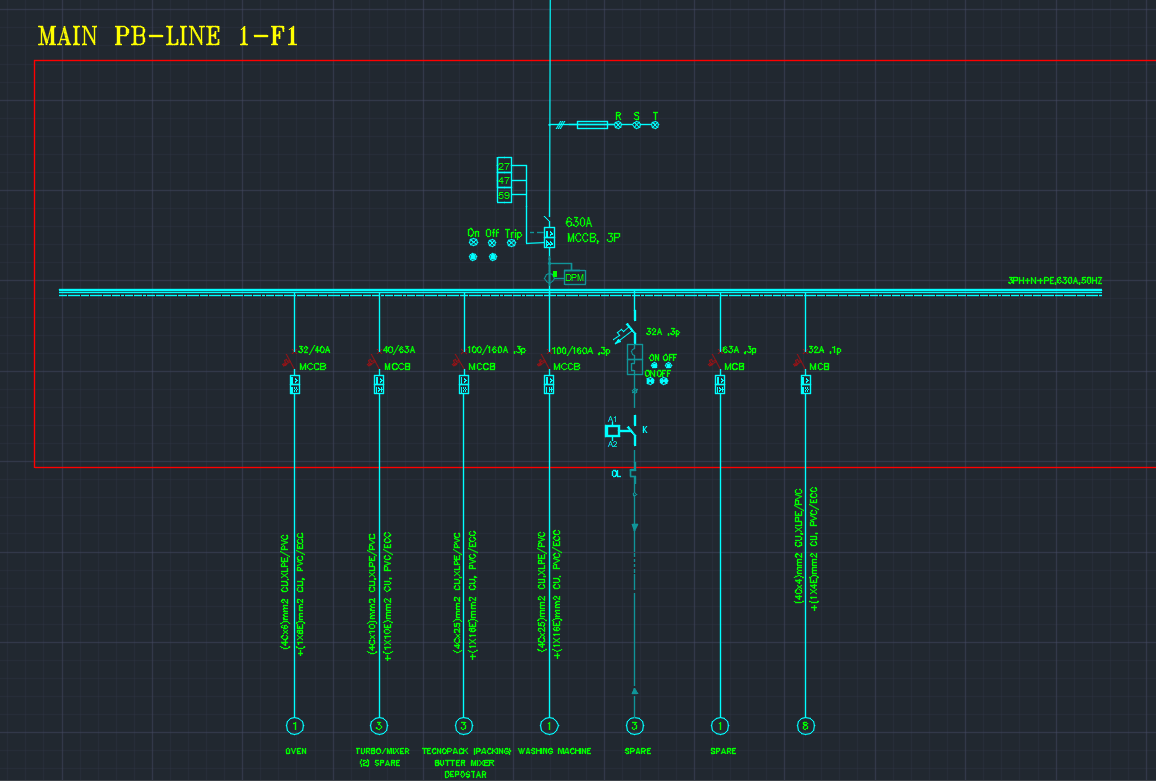 MAIN PB-LINE 1-F1
R S T
27
47
59
630A
MCCB, 3P
On Off Trip
DPM
3PH+N+PE,630A,50HZ
32/40A
MCCB
40/63A
MCCB
100/160A ,3p
MCCB
100/160A ,3p
MCCB
32A ,3p
ON OFF
ON OFF
63A ,3p
MCB
32A ,1p
MCB
A1
K
A2
OL
(4Cx6)mm2 CU,XLPE/PVC
+(1X6E)mm2 CU, PVC/ECC
(4Cx10)mm2 CU,XLPE/PVC
+(1X10E)mm2 CU, PVC/ECC
(4Cx25)mm2 CU,XLPE/PVC
+(1X16E)mm2 CU, PVC/ECC
(4Cx25)mm2 CU,XLPE/PVC
+(1X16E)mm2 CU, PVC/ECC
(4Cx4)mm2 CU,XLPE/PVC
+(1X4E)mm2 CU, PVC/ECC
1 3 3 1 3 1 8
OVEN
TURBO/MIXER
(2) SPARE
TECNOPACK (PACKING)
BUTTER MIXER
DEPOSTAR
WASHING MACHINE
SPARE
SPARE